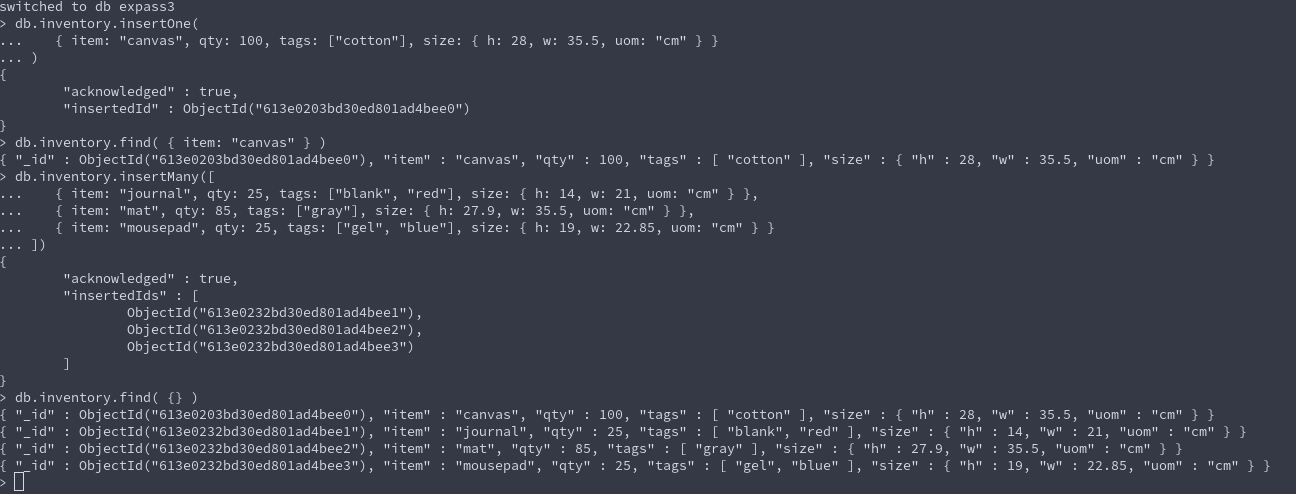 switched to db expass3
> db.inventory.insertOne(
...    { item: "canvas", qty: 100, tags: ["cotton"], size: { h: 28, w: 35.5, uom: "cm" } }
... )
{
        "acknowledged" : true,
        "insertedId" : ObjectId("613e0203bd30ed801ad4bee0")
}
> db.inventory.find( { item: "canvas" } )
{ "_id" : ObjectId("613e0203bd30ed801ad4bee0"), "item" : "canvas", "qty" : 100, "tags" : [ "cotton" ], "size" : { "h" : 28, "w" : 35.5, "uom" : "cm" } }
> db.inventory.insertMany([
...    { item: "journal", qty: 25, tags: ["blank", "red"], size: { h: 14, w: 21, uom: "cm" } },
...    { item: "mat", qty: 85, tags: ["gray"], size: { h: 27.9, w: 35.5, uom: "cm" } },
...    { item: "mousepad", qty: 25, tags: ["gel", "blue"], size: { h: 19, w: 22.85, uom: "cm" } }
... ])
{
        "acknowledged" : true,
        "insertedIds" : [
                ObjectId("613e0232bd30ed801ad4bee1"),
                ObjectId("613e0232bd30ed801ad4bee2"),
                ObjectId("613e0232bd30ed801ad4bee3")
        ]
}
> db.inventory.find( {} )
{ "_id" : ObjectId("613e0203bd30ed801ad4bee0"), "item" : "canvas", "qty" : 100, "tags" : [ "cotton" ], "size" : { "h" : 28, "w" : 35.5, "uom" : "cm" } }
{ "_id" : ObjectId("613e0232bd30ed801ad4bee1"), "item" : "journal", "qty" : 25, "tags" : [ "blank", "red" ], "size" : { "h" : 14, "w" : 21, "uom" : "cm" } }
{ "_id" : ObjectId("613e0232bd30ed801ad4bee2"), "item" : "mat", "qty" : 85, "tags" : [ "gray" ], "size" : { "h" : 27.9, "w" : 35.5, "uom" : "cm" } }
{ "_id" : ObjectId("613e0232bd30ed801ad4bee3"), "item" : "mousepad", "qty" : 25, "tags" : [ "gel", "blue" ], "size" : { "h" : 19, "w" : 22.85, "uom" : "cm" } }
>